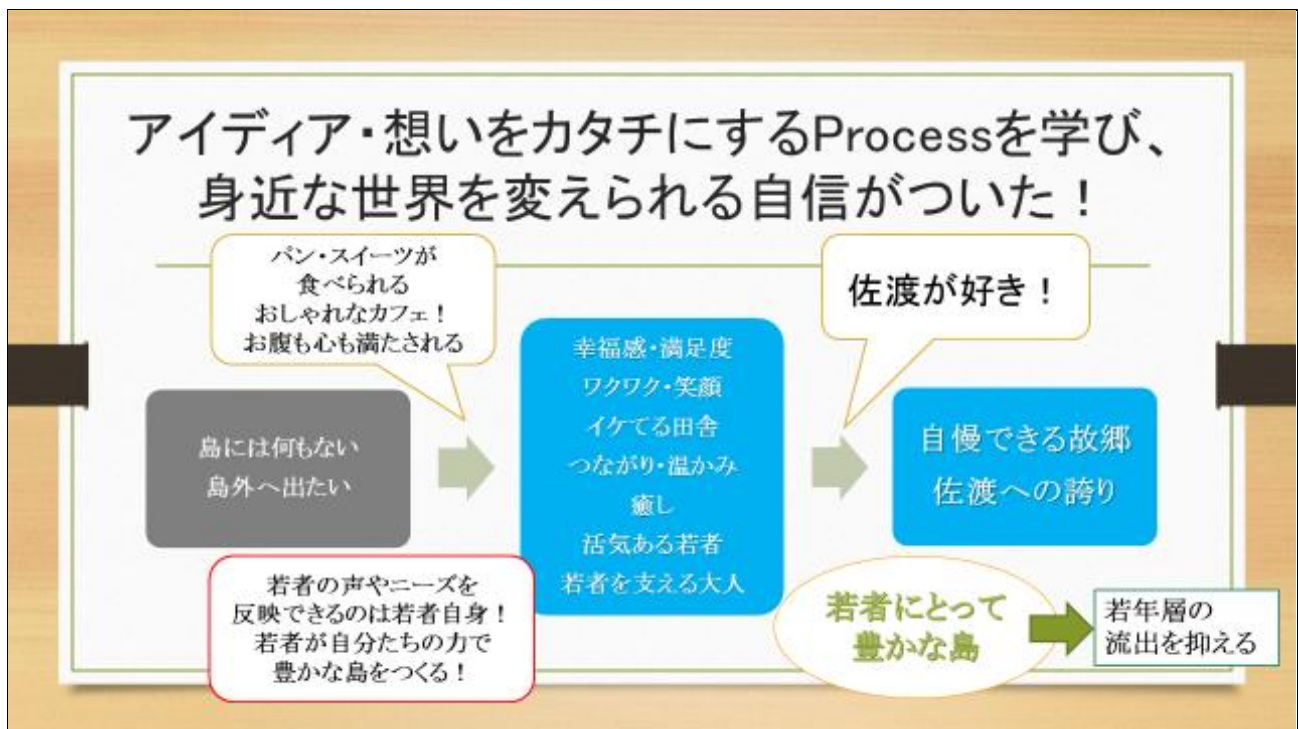 アイディア・想いをカタチにするProcessを学び、
身近な世界を変えられる自信がついた！
パン・スイーツが
食べられる
おしゃれなカフェ！
お腹も心も満たされる
佐渡が好き！
島には何もない
島外へ出たい
幸福感・満足度
ワクワク・笑顔
イケてる田舎
つながり・温かみ
癒し
活気ある若者
若者を支える大人
自慢できる故郷
佐渡への誇り
若者の声やニーズを
反映できるのは若者自身！
若者が自分たちの力で
豊かな島をつくる！
若者にとって
豊かな島
若年層の
流出を抑える